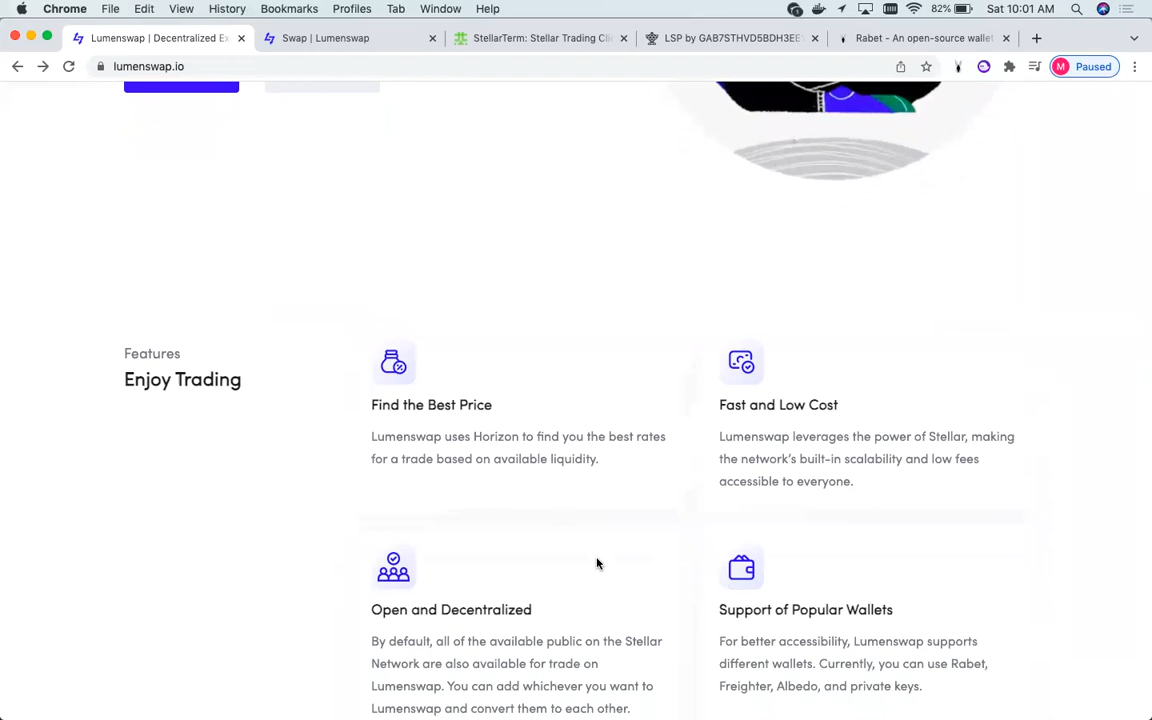 Chrome File Edit View History Bookmarks Profiles Tab Window Help 82% Sat 10:01 AM
Lumenswap | Decentralized Ex Swap | Lumenswap StellarTerm: Stellar Trading Cli LSP by GAB7STHVD5BDH3EE Rabet - An open-source wallet
lumenswap.io M Paused
Features
Enjoy Trading
Find the Best Price
Lumenswap uses Horizon to find you the best rates
for a trade based on available liquidity.
Fast and Low Cost
Lumenswap leverages the power of Stellar, making
the network's built-in scalability and low fees
accessible to everyone.
Open and Decentralized
By default, all of the available public on the Stellar
Network are also available for trade on
Lumenswap. You can add whichever you want to
Lumenswap and convert them to each other.
Support of Popular Wallets
For better accessibility, Lumenswap supports
different wallets. Currently, you can use Rabet,
Freighter, Albedo, and private keys.